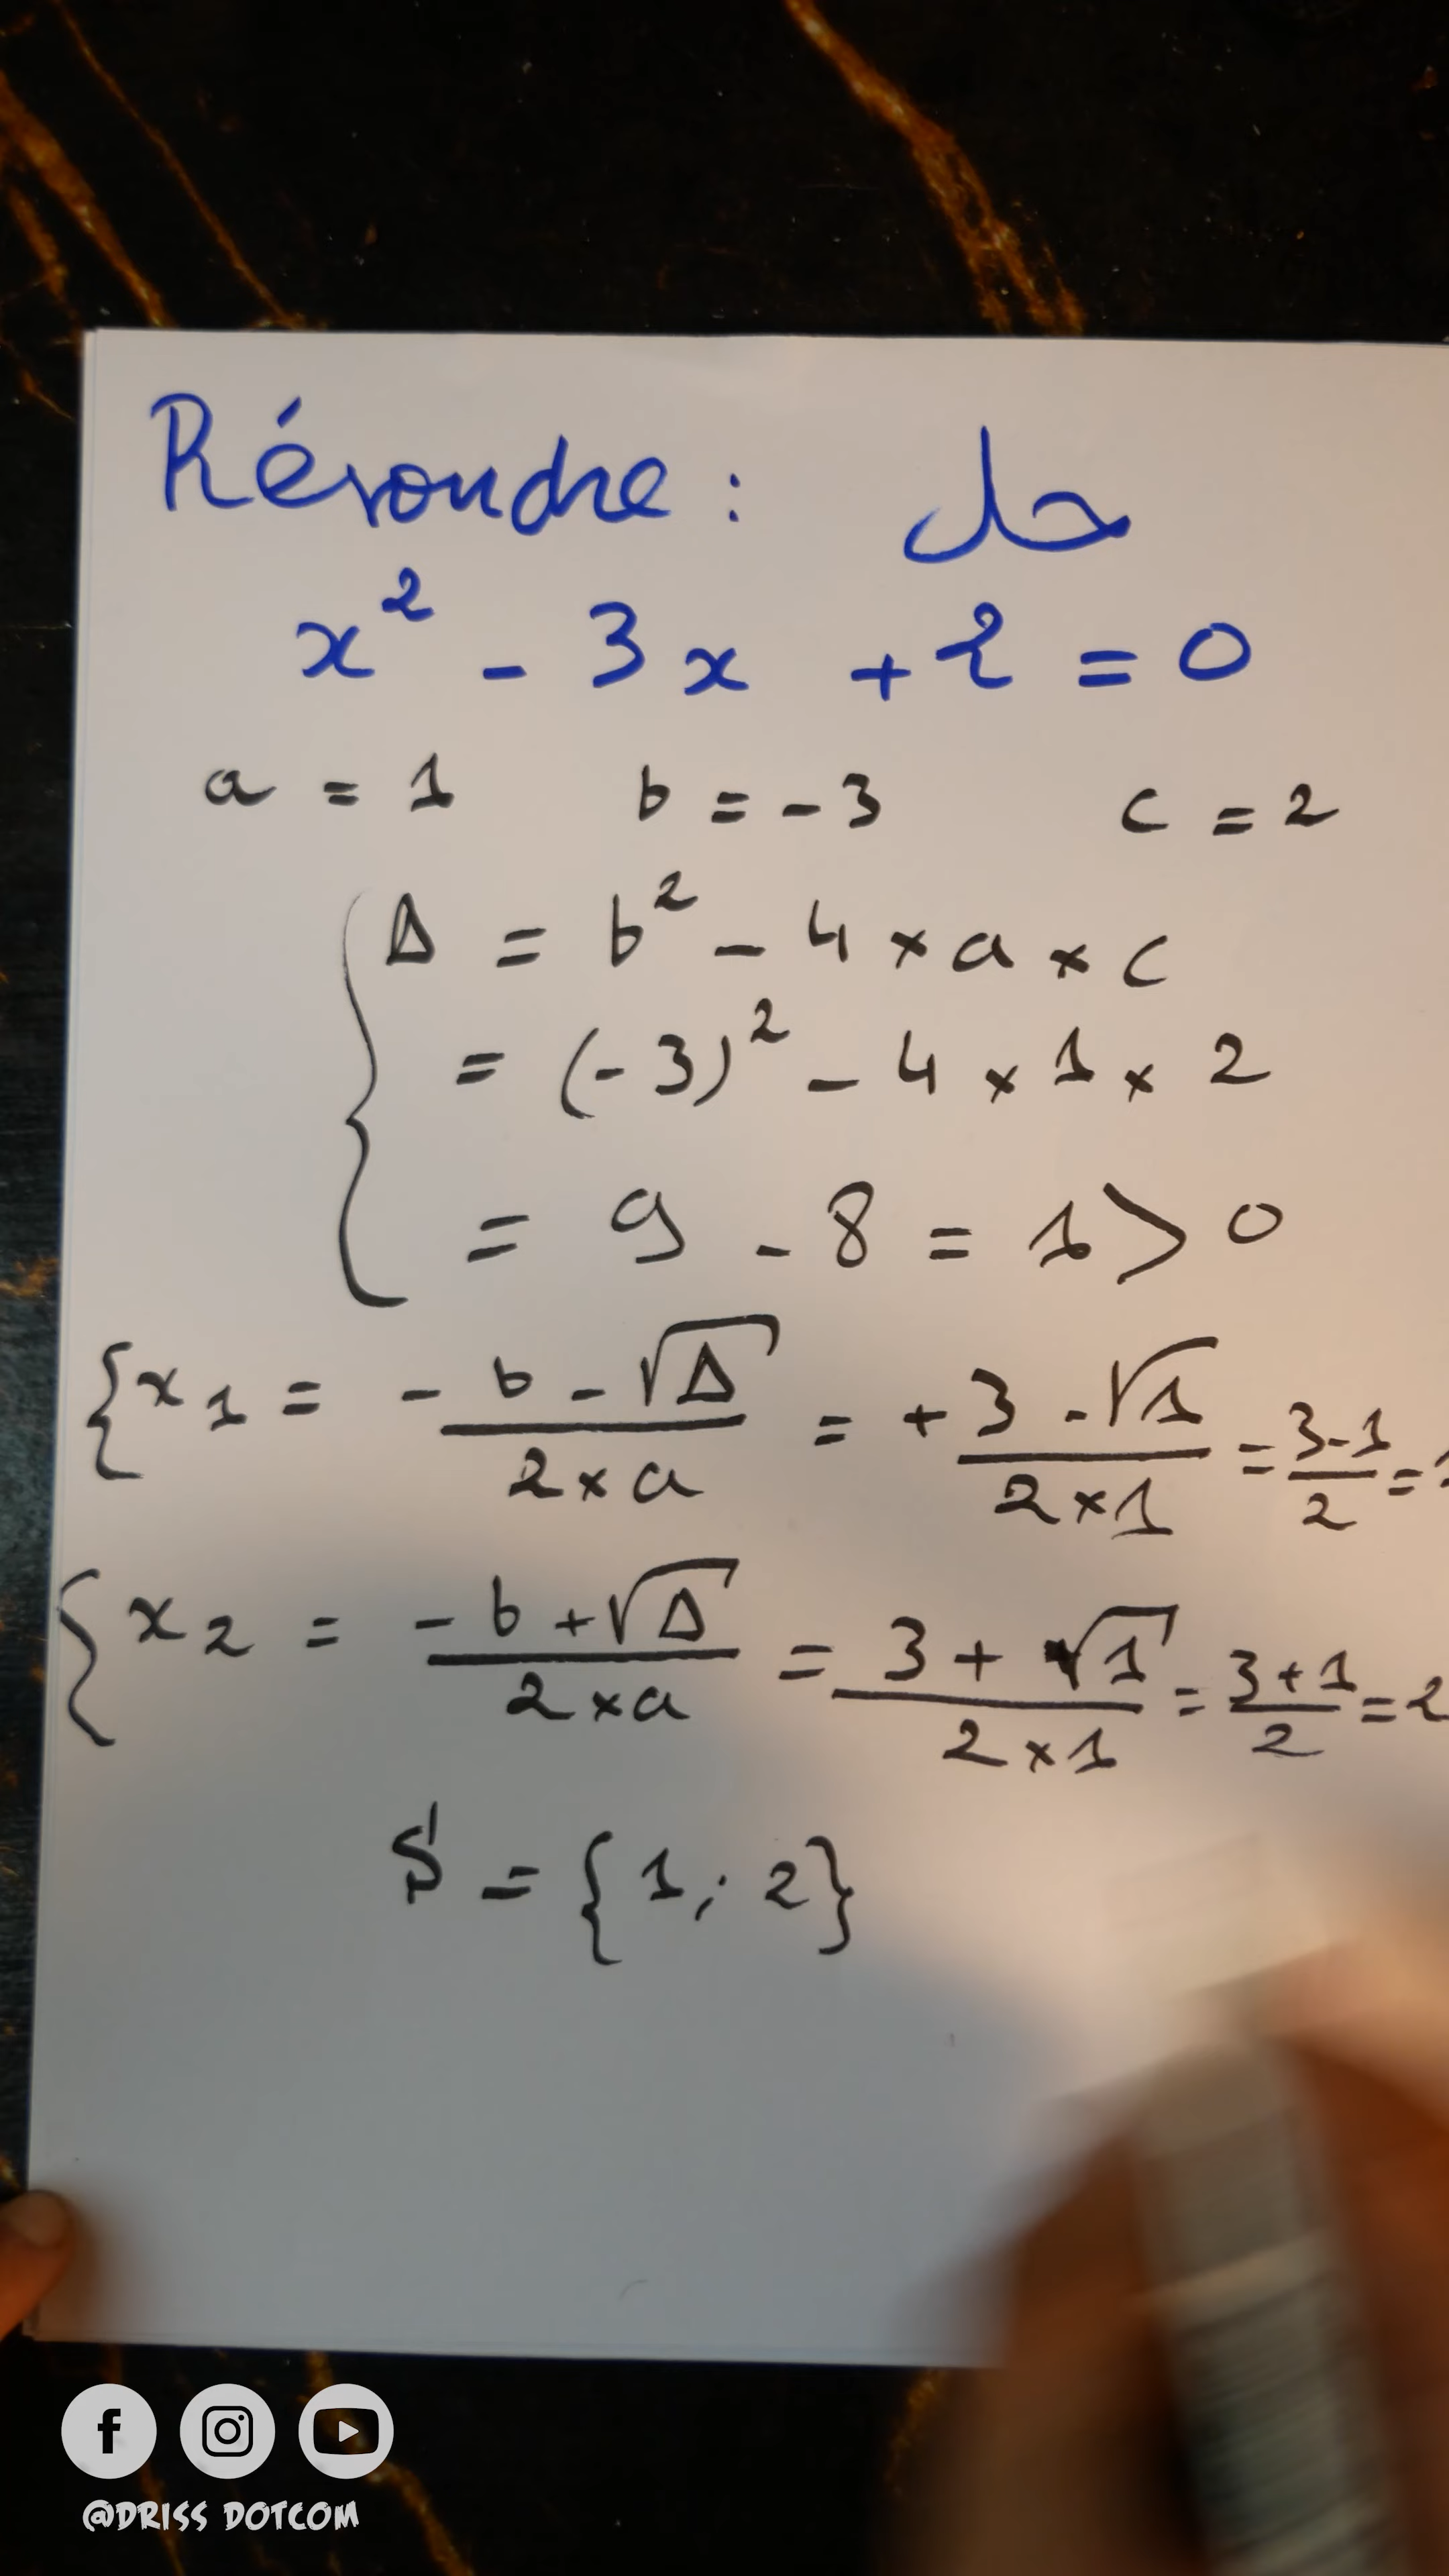 Résoudre : حل
x² - 3x + 2 = 0
a = 1 b = -3 c = 2
Δ = b² - 4 × a × c
= (-3)² - 4 × 1 × 2
= 9 - 8 = 1 > 0
{x₁ = (-b - √Δ)/(2 × a) = (+3 - √1)/(2 × 1) = (3-1)/2 =
{x₂ = (-b + √Δ)/(2 × a) = (3 + √1)/(2 × 1) = (3+1)/2 = 2
S = {1 ; 2}
@DRISS DOTCOM